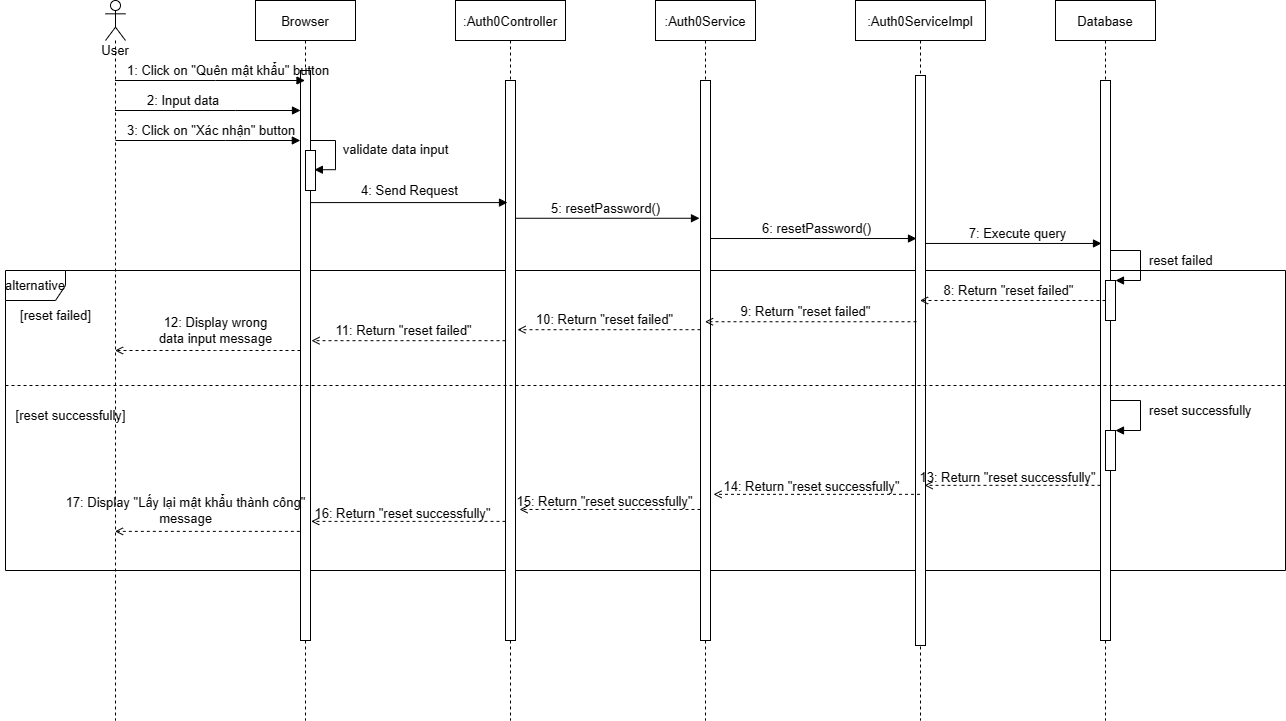 Browser
:Auth0Controller
:Auth0Service
:Auth0ServiceImpl
Database
User
1: Click on "Quên mật khẩu" button
2: Input data
3: Click on "Xác nhận" button
validate data input
4: Send Request
5: resetPassword()
6: resetPassword()
7: Execute query
reset failed
alternative
[reset failed]
8: Return "reset failed"
9: Return "reset failed"
10: Return "reset failed"
11: Return "reset failed"
12: Display wrong
data input message
[reset successfully]
reset successfully
13: Return "reset successfully"
14: Return "reset successfully"
15: Return "reset successfully"
16: Return "reset successfully"
17: Display "Lấy lại mật khẩu thành công"
message